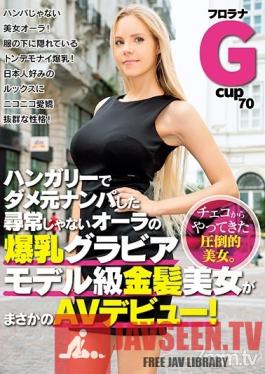 ハンパじゃない
美女オーラ!
服の下に隠れている
トンデモナイ爆乳!
日本人好みの
ルックスに
ニコニコ愛嬌
抜群な性格!
フロラナ
G
cup
70
ハンガリーで
ダメ元ナンパした
尋常じゃないオーラの
爆乳グラビア
モデル級金髪美女が
まさかのAVデビュー!
チェコから
やってきた
圧倒的
美女。
JAVSEEN.TV
FREE JAV LIBRARY